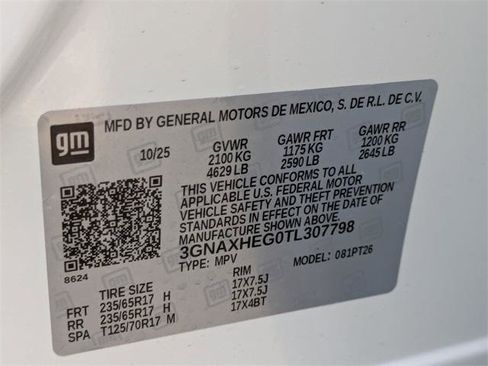 gm
MFD BY GENERAL MOTORS DE MEXICO, S. DE R.L. DE C.V.
10/25 GVWR GAWR FRT GAWR RR
2100 KG 1175 KG 1200 KG
4629 LB 2590 LB 2645 LB
THIS VEHICLE CONFORMS TO ALL
APPLICABLE U.S. FEDERAL MOTOR
VEHICLE SAFETY AND THEFT PREVENTION
STANDARDS IN EFFECT ON THE DATE OF
MANUFACTURE SHOWN ABOVE.
3GNAXHEG0TL307798
TYPE: MPV MODEL: 081PT26
8624
TIRE SIZE RIM
FRT 235/65R17 H 17X7.5J
RR 235/65R17 H 17X7.5J
SPA T125/70R17 M 17X4BT